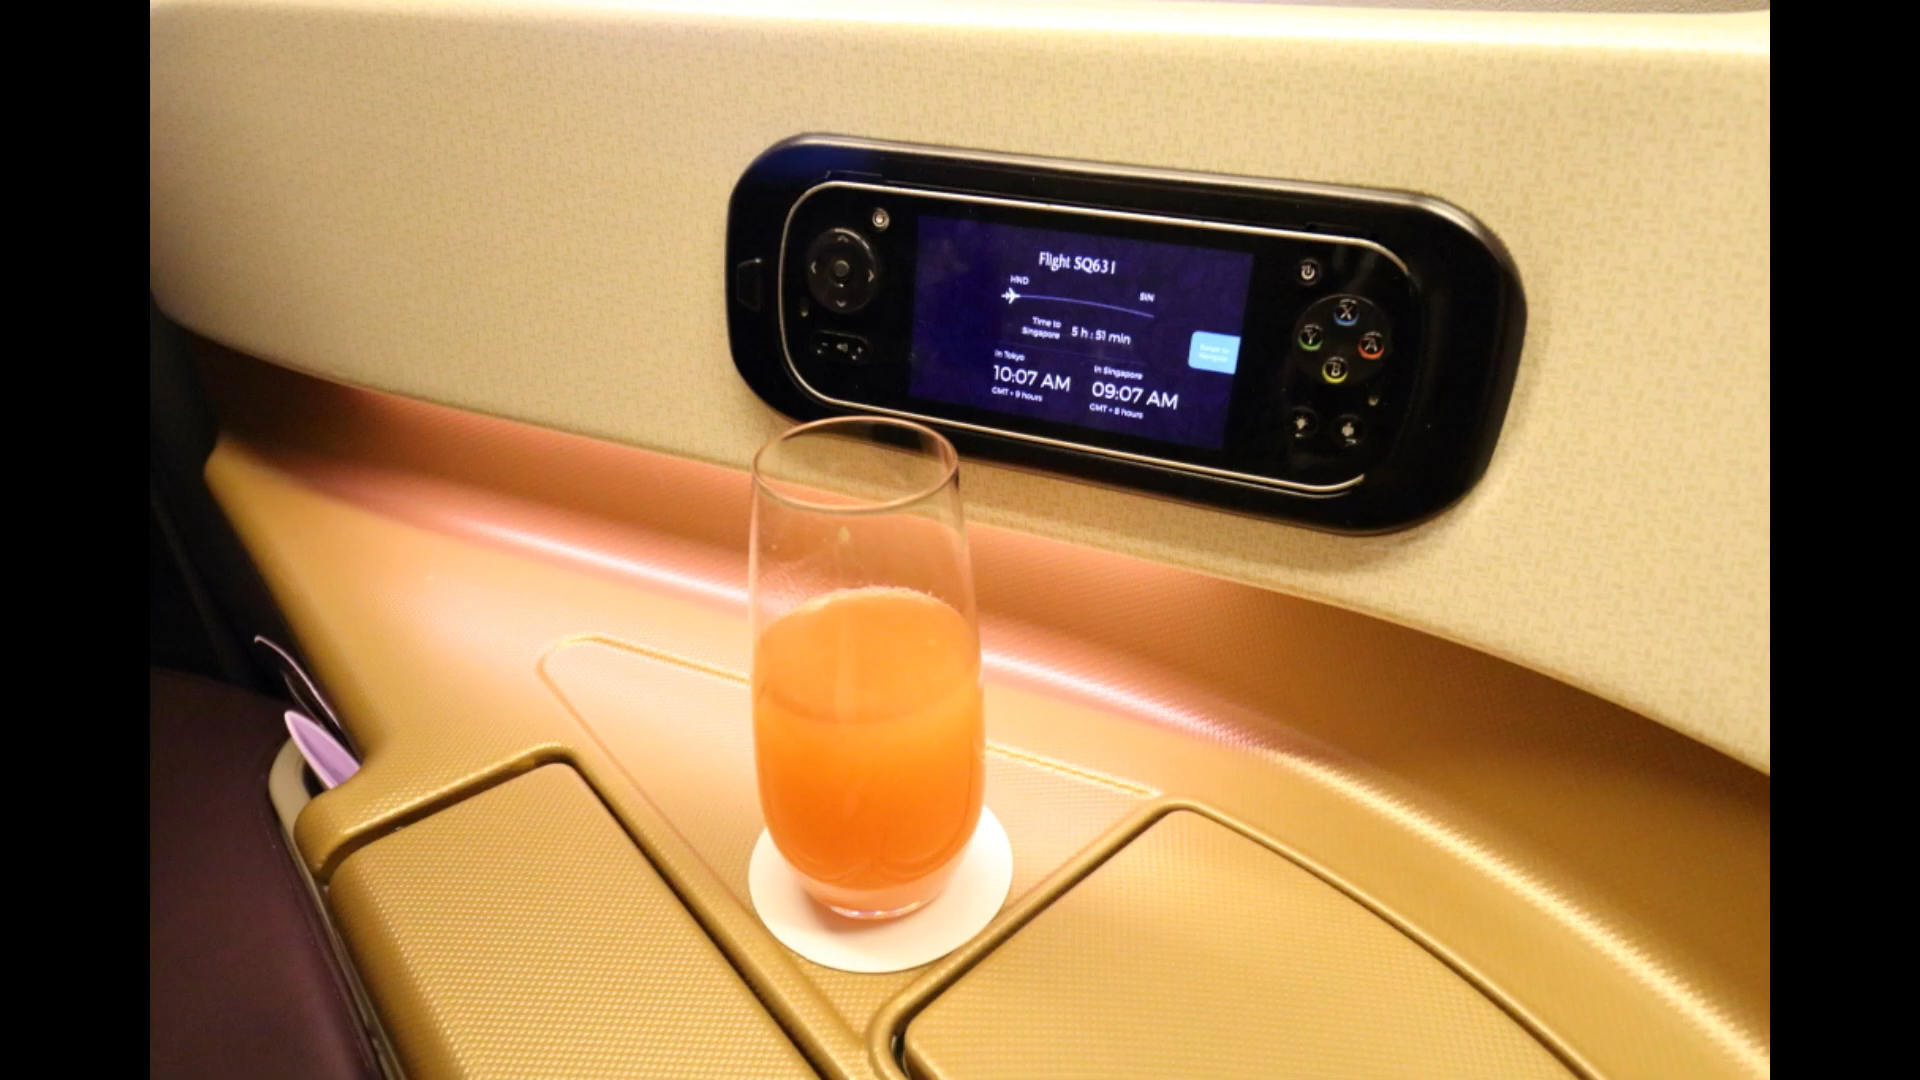 Flight SQ631
HND
SIN
Time to
Singapore
5 h : 51 min
In Tokyo
10:07 AM
GMT + 9 hours
In Singapore
09:07 AM
GMT + 8 hours
X
Y
A
B